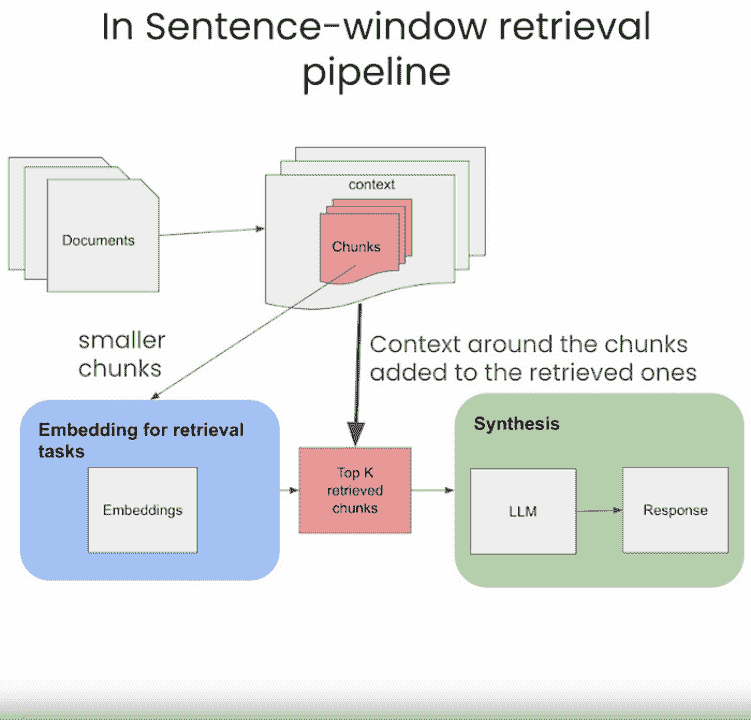 In Sentence-window retrieval
pipeline
Documents
context
Chunks
smaller
chunks
Context around the chunks
added to the retrieved ones
Embedding for retrieval
tasks
Embeddings
Top K
retrieved
chunks
Synthesis
LLM
Response